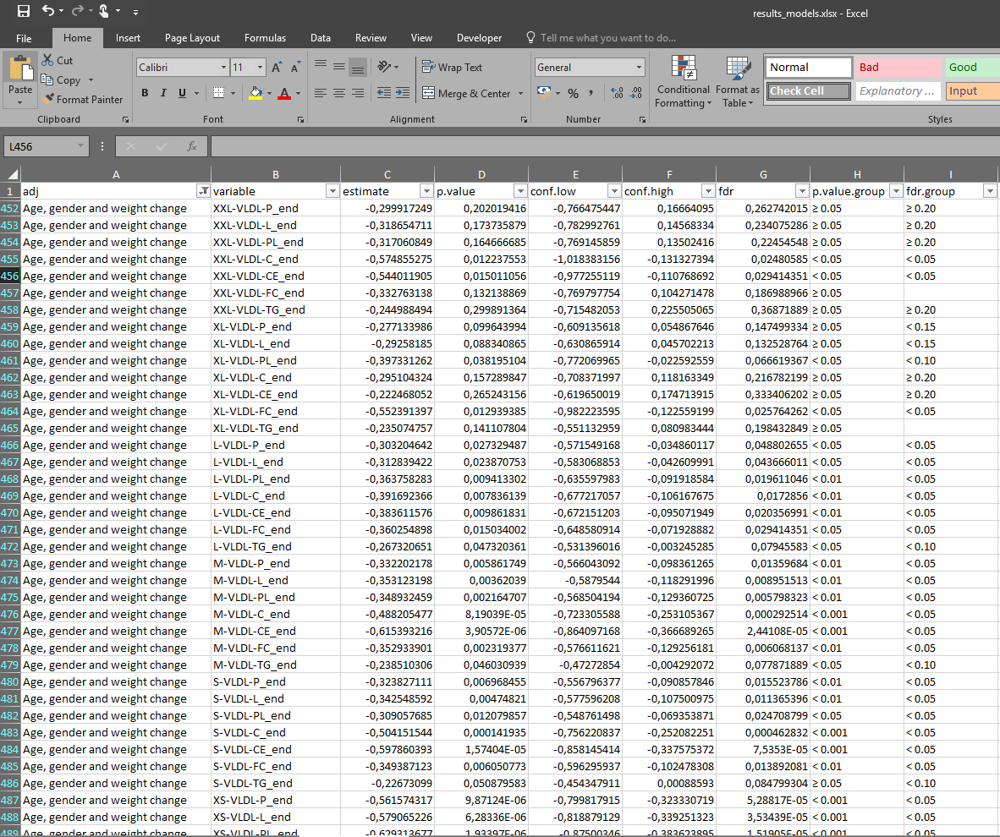 results_models.xlsx - Excel
File Home Insert Page Layout Formulas Data Review View Developer Tell me what you want to do...
Paste Cut Copy Format Painter Clipboard
Calibri 11 A A B I U A Font
Wrap Text Merge & Center Alignment
General % , ,00 ,0 Number
Conditional Formatting Format as Table
Normal Bad Good
Check Cell Explanatory ... Input
Styles
L456 fx
A B C D E F G H I
1 adj variable estimate p.value conf.low conf.high fdr p.value.group fdr.group
452 Age, gender and weight change XXL-VLDL-P_end -0,299917249 0,202019416 -0,766475447 0,16664095 0,262742015 ≥ 0.05 ≥ 0.20
453 Age, gender and weight change XXL-VLDL-L_end -0,318654711 0,173735879 -0,782992761 0,14568334 0,234075286 ≥ 0.05 ≥ 0.20
454 Age, gender and weight change XXL-VLDL-PL_end -0,317060849 0,164666685 -0,769145859 0,13502416 0,22454548 ≥ 0.05 ≥ 0.20
455 Age, gender and weight change XXL-VLDL-C_end -0,574855275 0,012237553 -1,018383156 -0,131327394 0,02480585 < 0.05 < 0.05
456 Age, gender and weight change XXL-VLDL-CE_end -0,544011905 0,015011056 -0,977255119 -0,110768692 0,029414351 < 0.05 < 0.05
457 Age, gender and weight change XXL-VLDL-FC_end -0,332763138 0,132138869 -0,769797754 0,104271478 0,186988966 ≥ 0.05
458 Age, gender and weight change XXL-VLDL-TG_end -0,244988494 0,299891364 -0,715482053 0,225505065 0,36871889 ≥ 0.05 ≥ 0.20
459 Age, gender and weight change XL-VLDL-P_end -0,277133986 0,099643994 -0,609135618 0,054867646 0,147499334 ≥ 0.05 < 0.15
460 Age, gender and weight change XL-VLDL-L_end -0,29258185 0,088340865 -0,630865914 0,045702213 0,132528764 ≥ 0.05 < 0.15
461 Age, gender and weight change XL-VLDL-PL_end -0,397331262 0,038195104 -0,772069965 -0,022592559 0,066619367 < 0.05 < 0.10
462 Age, gender and weight change XL-VLDL-C_end -0,295104324 0,157289847 -0,708371997 0,118163349 0,216782199 ≥ 0.05 ≥ 0.20
463 Age, gender and weight change XL-VLDL-CE_end -0,222468052 0,265243156 -0,619650019 0,174713915 0,333406202 ≥ 0.05 ≥ 0.20
464 Age, gender and weight change XL-VLDL-FC_end -0,552391397 0,012939385 -0,982223595 -0,122559199 0,025764262 < 0.05 < 0.05
465 Age, gender and weight change XL-VLDL-TG_end -0,235074757 0,141107804 -0,551132959 0,080983444 0,198432849 ≥ 0.05
466 Age, gender and weight change L-VLDL-P_end -0,303204642 0,027329487 -0,571549168 -0,034860117 0,048802655 < 0.05 < 0.05
467 Age, gender and weight change L-VLDL-L_end -0,312839422 0,023870753 -0,583068853 -0,042609991 0,043666011 < 0.05 < 0.05
468 Age, gender and weight change L-VLDL-PL_end -0,363758283 0,009413302 -0,635597983 -0,091918584 0,019611046 < 0.01 < 0.05
469 Age, gender and weight change L-VLDL-C_end -0,391692366 0,007836139 -0,677217057 -0,106167675 0,0172856 < 0.01 < 0.05
470 Age, gender and weight change L-VLDL-CE_end -0,383611576 0,009861831 -0,672151203 -0,095071949 0,020356991 < 0.01 < 0.05
471 Age, gender and weight change L-VLDL-FC_end -0,360254898 0,015034002 -0,648580914 -0,071928882 0,029414351 < 0.05 < 0.05
472 Age, gender and weight change L-VLDL-TG_end -0,267320651 0,047320361 -0,531396016 -0,003245285 0,07945583 < 0.05 < 0.10
473 Age, gender and weight change M-VLDL-P_end -0,332202178 0,005861749 -0,566043092 -0,098361265 0,01359684 < 0.01 < 0.05
474 Age, gender and weight change M-VLDL-L_end -0,353123198 0,00362039 -0,5879544 -0,118291996 0,008951513 < 0.01 < 0.05
475 Age, gender and weight change M-VLDL-PL_end -0,348932459 0,002164707 -0,568504194 -0,129360725 0,005798323 < 0.01 < 0.05
476 Age, gender and weight change M-VLDL-C_end -0,488205477 8,19039E-05 -0,723305588 -0,253105367 0,000292514 < 0.001 < 0.05
477 Age, gender and weight change M-VLDL-CE_end -0,615393216 3,90572E-06 -0,864097168 -0,366689265 2,44108E-05 < 0.001 < 0.05
478 Age, gender and weight change M-VLDL-FC_end -0,352933901 0,002319377 -0,576611621 -0,129256181 0,006068137 < 0.01 < 0.05
479 Age, gender and weight change M-VLDL-TG_end -0,238510306 0,046030939 -0,47272854 -0,004292072 0,077871889 < 0.05 < 0.10
480 Age, gender and weight change S-VLDL-P_end -0,323827111 0,006968455 -0,556796377 -0,090857846 0,015523786 < 0.01 < 0.05
481 Age, gender and weight change S-VLDL-L_end -0,342548592 0,00474821 -0,577596208 -0,107500975 0,011365396 < 0.01 < 0.05
482 Age, gender and weight change S-VLDL-PL_end -0,309057685 0,012079857 -0,548761498 -0,069353871 0,024708799 < 0.05 < 0.05
483 Age, gender and weight change S-VLDL-C_end -0,504151544 0,000141935 -0,756220837 -0,252082251 0,000462832 < 0.001 < 0.05
484 Age, gender and weight change S-VLDL-CE_end -0,597860393 1,57404E-05 -0,858145414 -0,337575372 7,5353E-05 < 0.001 < 0.05
485 Age, gender and weight change S-VLDL-FC_end -0,349387123 0,006050773 -0,596295937 -0,102478308 0,013892081 < 0.01 < 0.05
486 Age, gender and weight change S-VLDL-TG_end -0,22673099 0,050879583 -0,454347911 0,00088593 0,084799304 ≥ 0.05 < 0.10
487 Age, gender and weight change XS-VLDL-P_end -0,561574317 9,87124E-06 -0,799817915 -0,323330719 5,28817E-05 < 0.001 < 0.05
488 Age, gender and weight change XS-VLDL-L_end -0,579065226 6,28336E-06 -0,818879129 -0,339251323 3,53439E-05 < 0.001 < 0.05
489 Age, gender and weight change XS-VLDL-PL_end -0,629313677 1,93397E-06 -0,87500346 -0,383623895 1,51905E-05 < 0.001 < 0.05